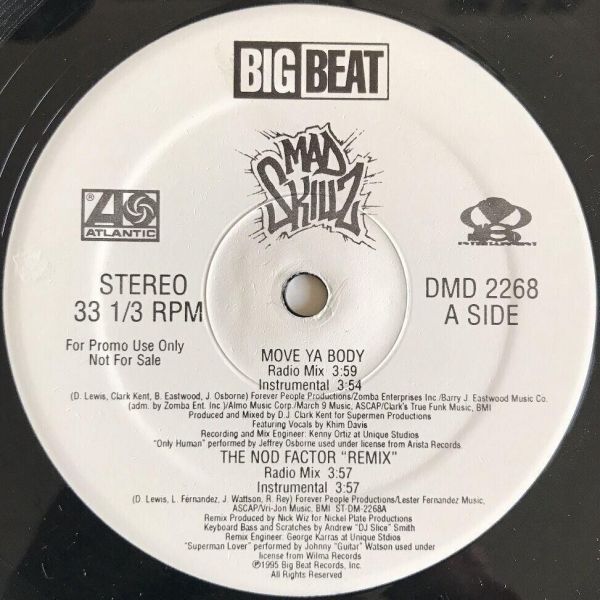 BIG BEAT
MAD
SKILLZ
®
ATLANTIC
NEO
ENTERTAINMENT
STEREO
33 1/3 RPM
DMD 2268
A SIDE
For Promo Use Only
Not For Sale
MOVE YA BODY
Radio Mix 3:59
Instrumental 3:54
(D. Lewis, Clark Kent, B. Eastwood, J. Osborne) Forever People Productions/Zomba Enterprises Inc./Barry J. Eastwood Music Co.
(adm. by Zomba Ent. Inc )/Almo Music Corp./March 9 Music, ASCAP/Clark's True Funk Music, BMI
Produced and Mixed by D.J. Clark Kent for Supermen Productions
Featuring Vocals by Khim Davis
Recording and Mix Engineer: Kenny Ortiz at Unique Studios
"Only Human" performed by Jeffrey Osborne used under license from Arista Records
THE NOD FACTOR "REMIX"
Radio Mix 3:57
Instrumental 3:57
(D. Lewis, L. Fernandez, J. Wattson, R. Rey) Forever People Productions/Lester Fernandez Music,
ASCAP/Vri-Jon Music, BMI ST-DM-2268A
Remix Produced by Nick Wiz for Nickel Plate Productions
Keyboard Bass and Scratches by Andrew "DJ Slice" Smith
Remix Engineer: George Karras at Unique Stdios
"Superman Lover" performed by Johnny "Guitar" Watson used under
license from Wilma Records
℗1995 Big Beat Records, Inc.
All Rights Reserved